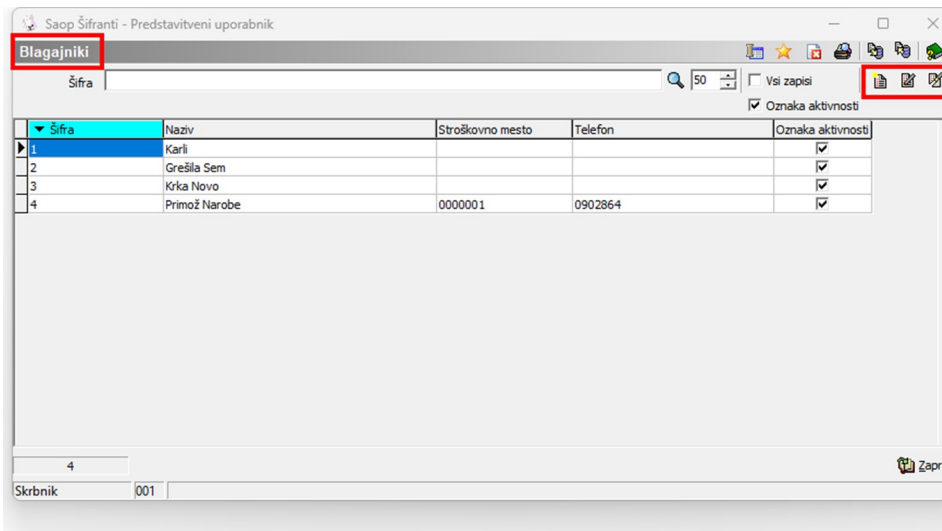 Saop Šifranti - Predstavitveni uporabnik
Blagajniki
Šifra 50 Vsi zapisi
Oznaka aktivnosti
Šifra Naziv Stroškovno mesto Telefon Oznaka aktivnosti
1 Karli
2 Grešila Sem
3 Krka Novo
4 Primož Narobe 0000001 0902864
4 Zapr
Skrbnik 001